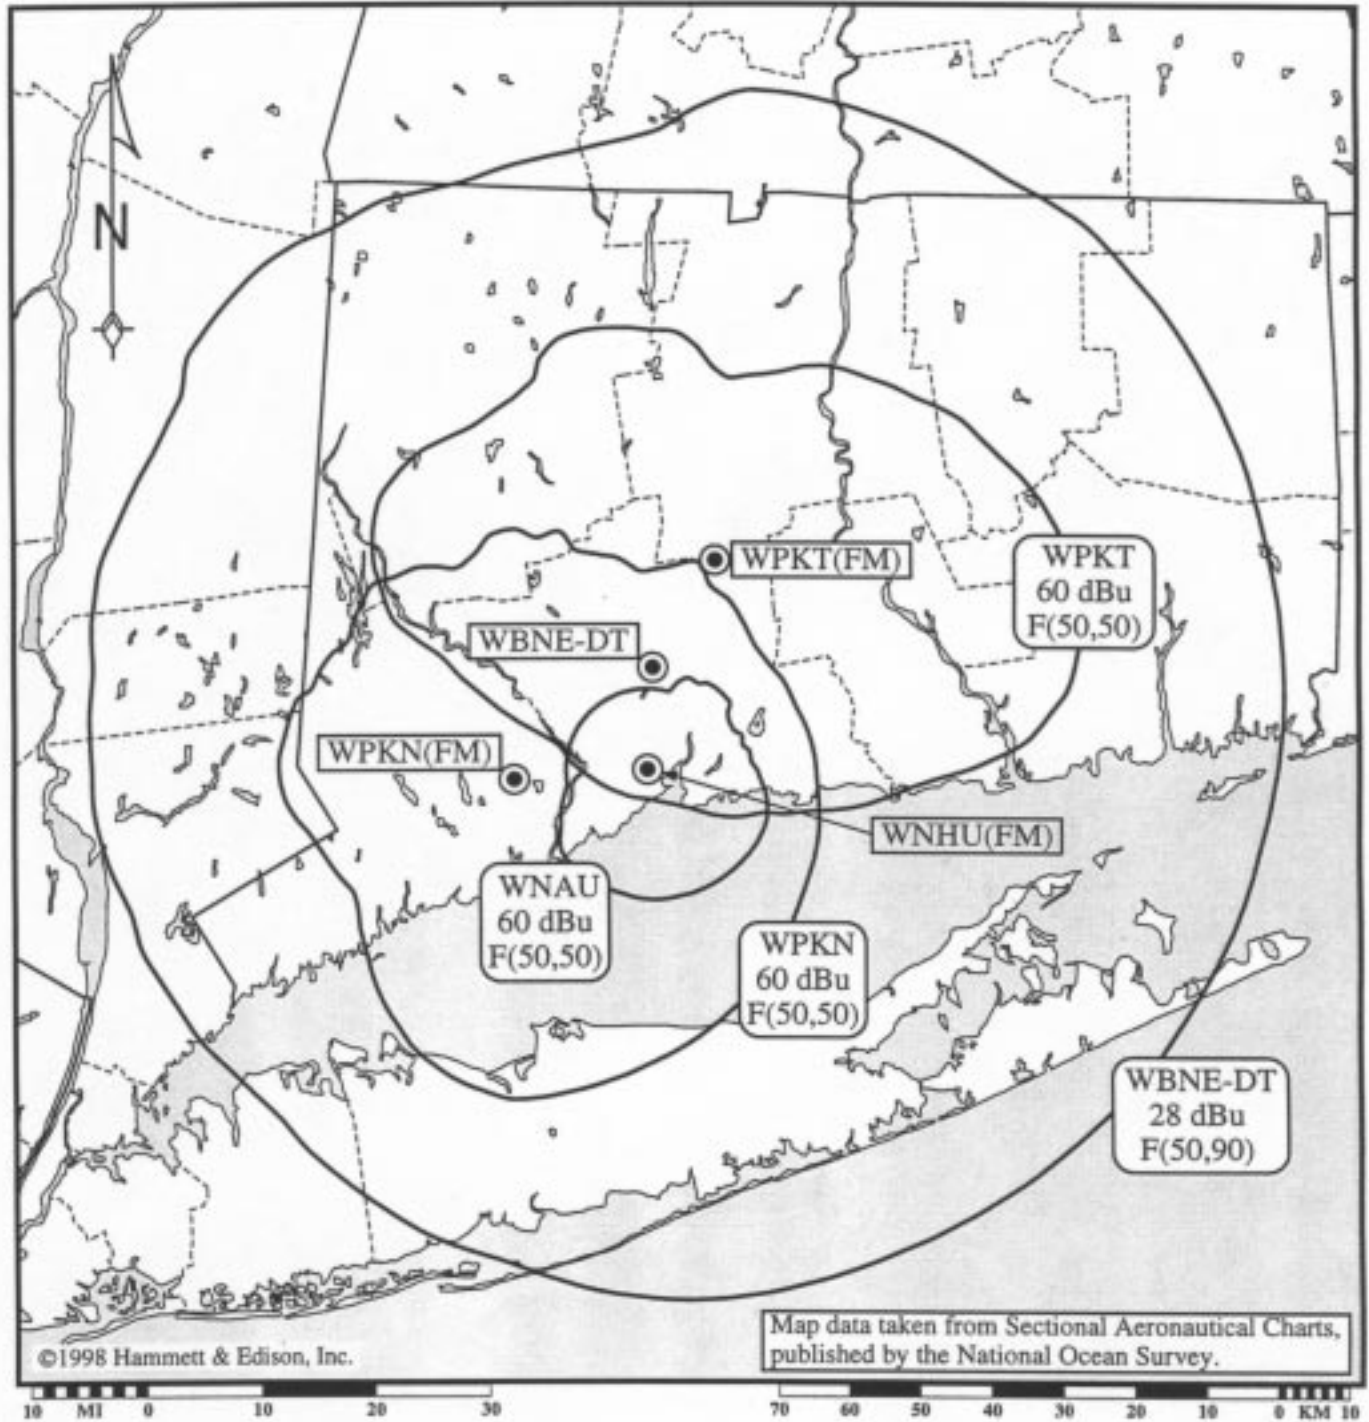 N
WPKT(FM)
WPKT
60 dBu
F(50,50)
WBNE-DT
WPKN(FM)
WNHU(FM)
WNAU
60 dBu
F(50,50)
WPKN
60 dBu
F(50,50)
WBNE-DT
28 dBu
F(50,90)
Map data taken from Sectional Aeronautical Charts,
published by the National Ocean Survey.
©1998 Hammett & Edison, Inc.
10 MI 0 10 20 30 70 60 50 40 30 20 10 0 KM 10